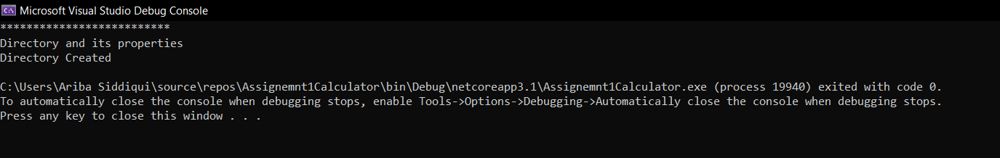 C:\ Microsoft Visual Studio Debug Console
**************************
Directory and its properties
Directory Created
C:\Users\Ariba Siddiqui\source\repos\Assignemnt1Calculator\bin\Debug\netcoreapp3.1\Assignemnt1Calculator.exe (process 19940) exited with code 0.
To automatically close the console when debugging stops, enable Tools->Options->Debugging->Automatically close the console when debugging stops.
Press any key to close this window . . .